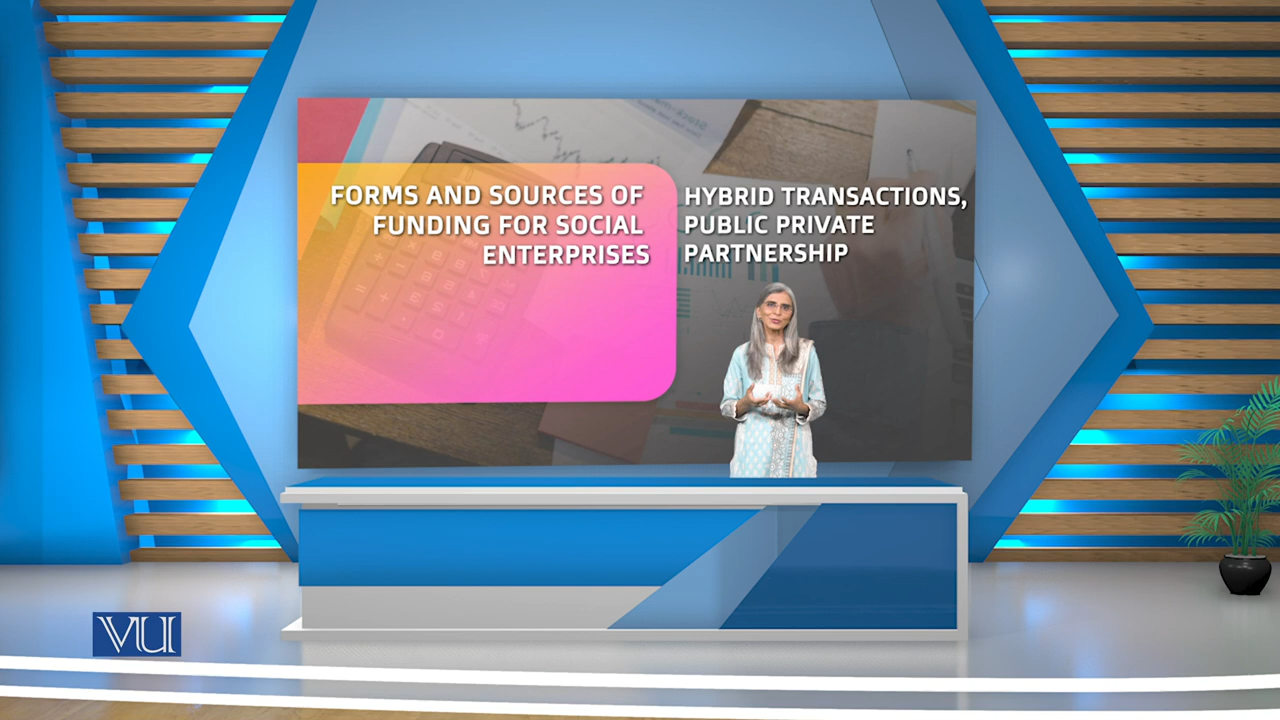 FORMS AND SOURCES OF
FUNDING FOR SOCIAL
ENTERPRISES
HYBRID TRANSACTIONS,
PUBLIC PRIVATE
PARTNERSHIP
VU